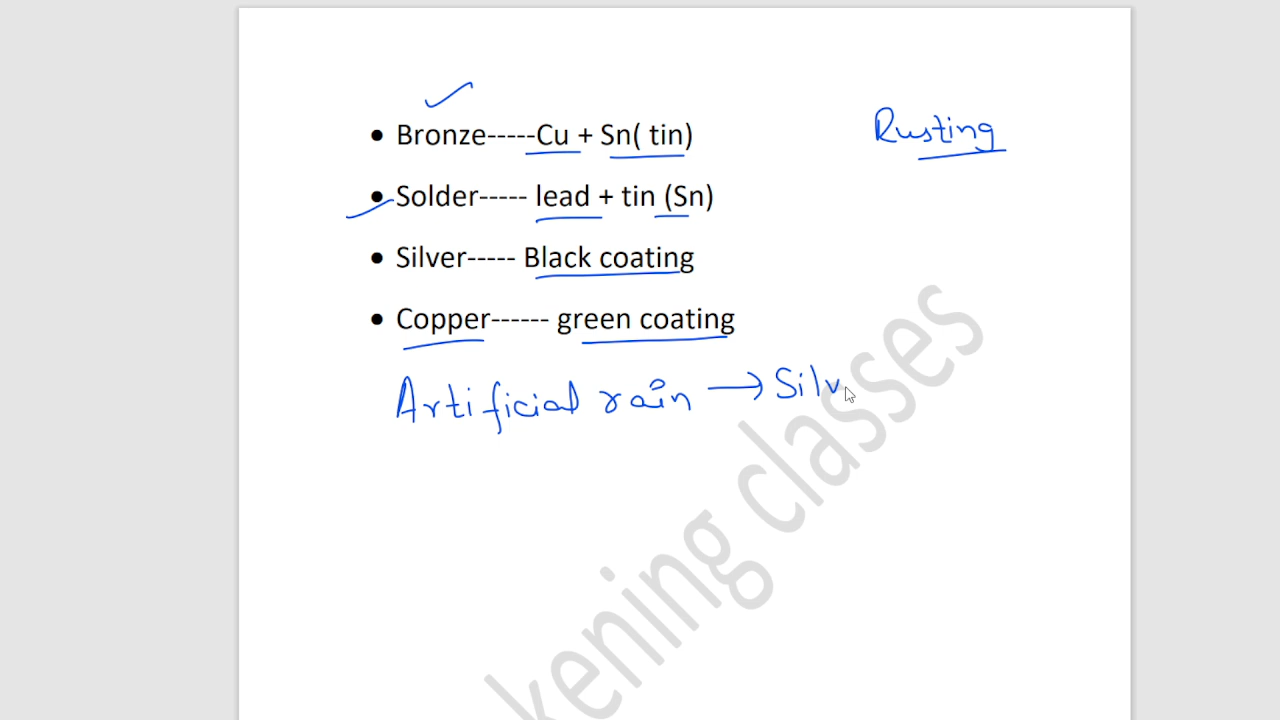 • Bronze-----Cu + Sn( tin)
Rusting
• Solder----- lead + tin (Sn)
• Silver----- Black coating
• Copper------ green coating
Artificial rain → Silv
kening classes